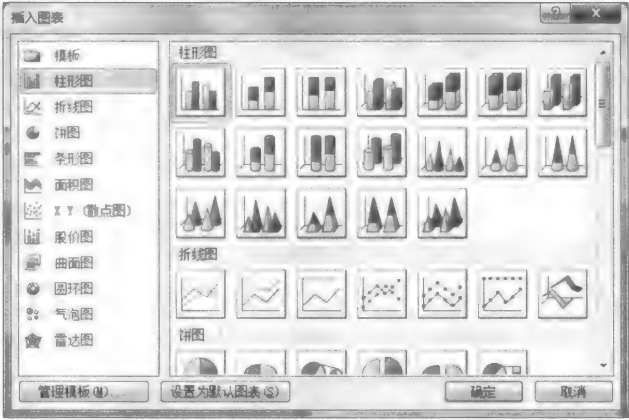 插入图表
模板
柱形图
折线图
饼图
条形图
面积图
X Y (散点图)
股价图
曲面图
圆环图
气泡图
雷达图
柱形图
折线图
饼图
管理模板(M)...
设置为默认图表(S)
确定
取消